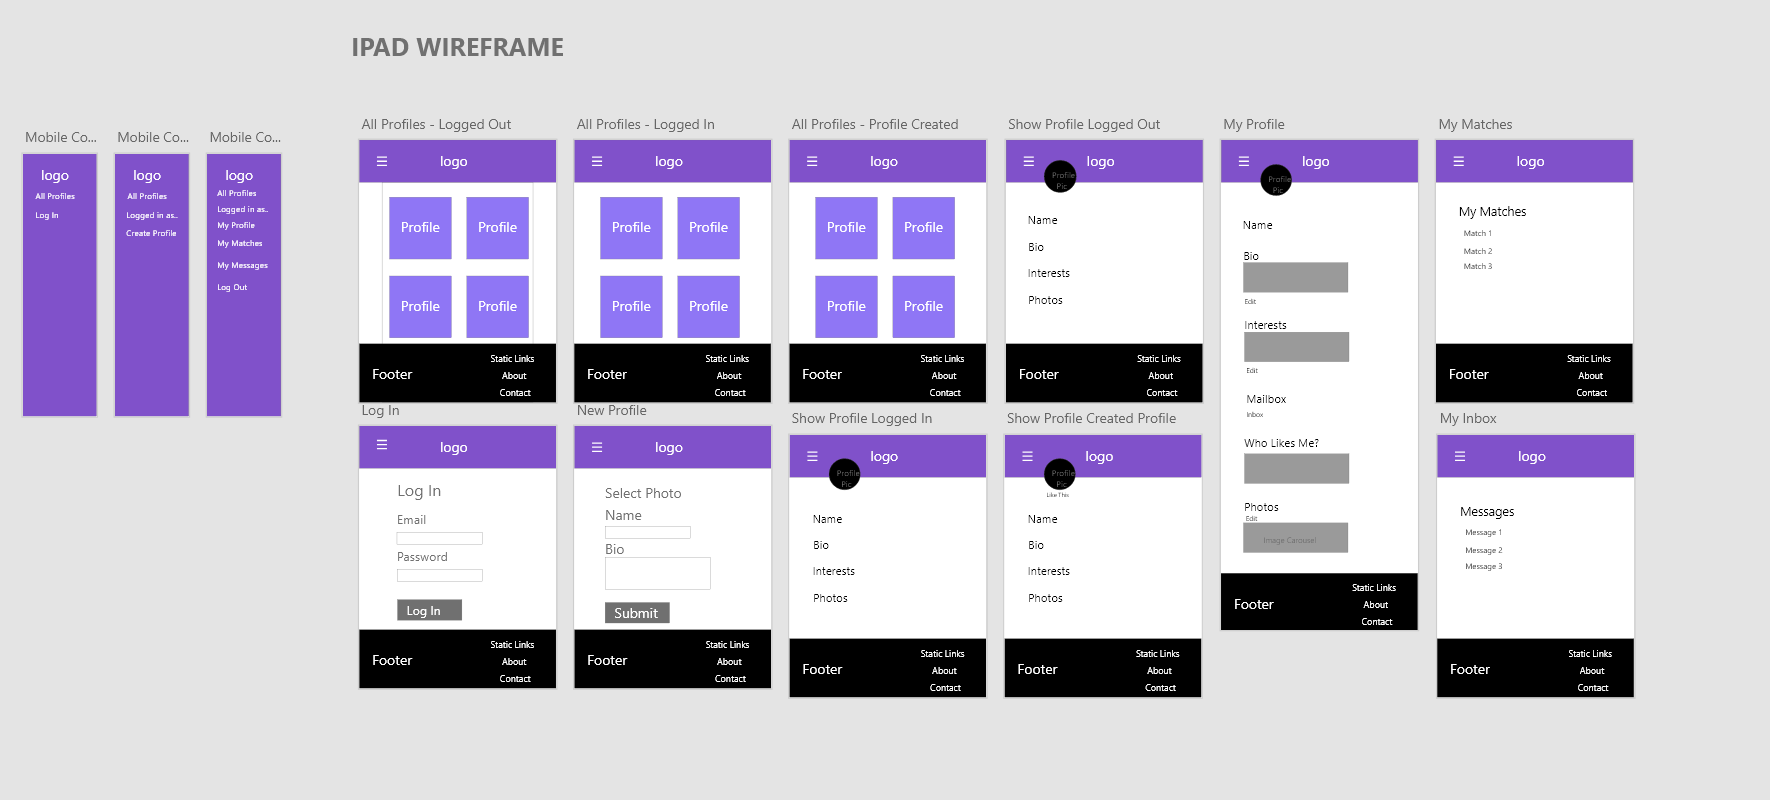 IPAD WIREFRAME
Mobile Co...
logo
All Profiles
Log In
Mobile Co...
logo
All Profiles
Logged in as..
Create Profile
Mobile Co...
logo
All Profiles
Logged in as..
My Profile
My Matches
My Messages
Log Out
All Profiles - Logged Out
☰ logo
Profile Profile
Profile Profile
Footer
Static Links
About
Contact
All Profiles - Logged In
☰ logo
Profile Profile
Profile Profile
Footer
Static Links
About
Contact
All Profiles - Profile Created
☰ logo
Profile Profile
Profile Profile
Footer
Static Links
About
Contact
Show Profile Logged Out
☰ logo
Profile
Pic
Name
Bio
Interests
Photos
Footer
Static Links
About
Contact
My Profile
☰ logo
Profile
Pic
Name
Bio
Edit
Interests
Edit
Mailbox
Inbox
Who Likes Me?
Photos
Edit
Image Carousel
Footer
Static Links
About
Contact
My Matches
☰ logo
My Matches
Match 1
Match 2
Match 3
Footer
Static Links
About
Contact
Log In
☰ logo
Log In
Email
Password
Log In
Footer
Static Links
About
Contact
New Profile
☰ logo
Select Photo
Name
Bio
Submit
Footer
Static Links
About
Contact
Show Profile Logged In
☰ logo
Profile
Pic
Name
Bio
Interests
Photos
Footer
Static Links
About
Contact
Show Profile Created Profile
☰ logo
Profile
Pic
Like This
Name
Bio
Interests
Photos
Footer
Static Links
About
Contact
My Inbox
☰ logo
Messages
Message 1
Message 2
Message 3
Footer
Static Links
About
Contact